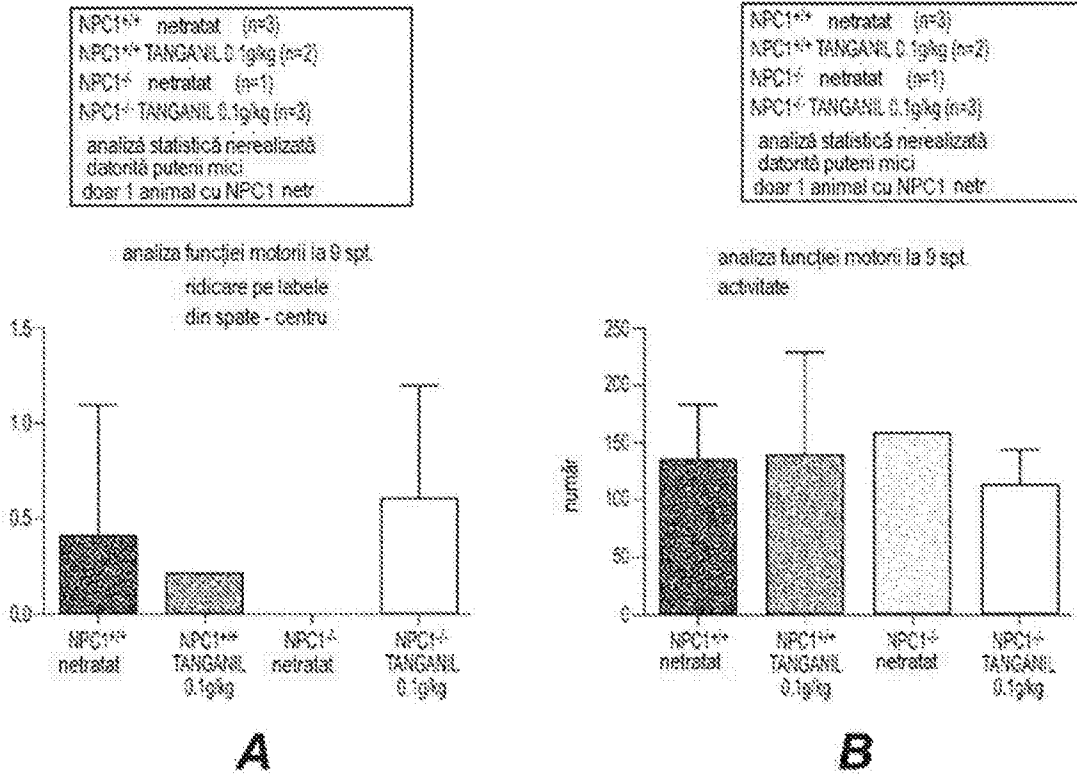 NPC1+/+ netratat (n=3)
NPC1+/+ TANGANIL 0.1g/kg (n=2)
NPC1-/- netratat (n=1)
NPC1-/- TANGANIL 0.1g/kg (n=3)
analiză statistică nerealizată
datorită puterii mici
doar 1 animal cu NPC1 netr
analiza funcţiei motorii la 9 spt.
ridicare pe labele
din spate - centru
1.5
1.0
0.5
0.0
NPC1+/+
netratat
NPC1+/+
TANGANIL
0.1g/kg
NPC1-/-
netratat
NPC1-/-
TANGANIL
0.1g/kg
A
NPC1+/+ netratat (n=3)
NPC1+/+ TANGANIL 0.1g/kg (n=2)
NPC1-/- netratat (n=1)
NPC1-/- TANGANIL 0.1g/kg (n=3)
analiză statistică nerealizată
datorită puterii mici
doar 1 animal cu NPC1 netr
analiza funcţiei motorii la 9 spt.
activitate
număr
250
200
150
100
50
0
NPC1+/+
netratat
NPC1+/+
TANGANIL
0.1g/kg
NPC1-/-
netratat
NPC1-/-
TANGANIL
0.1g/kg
B